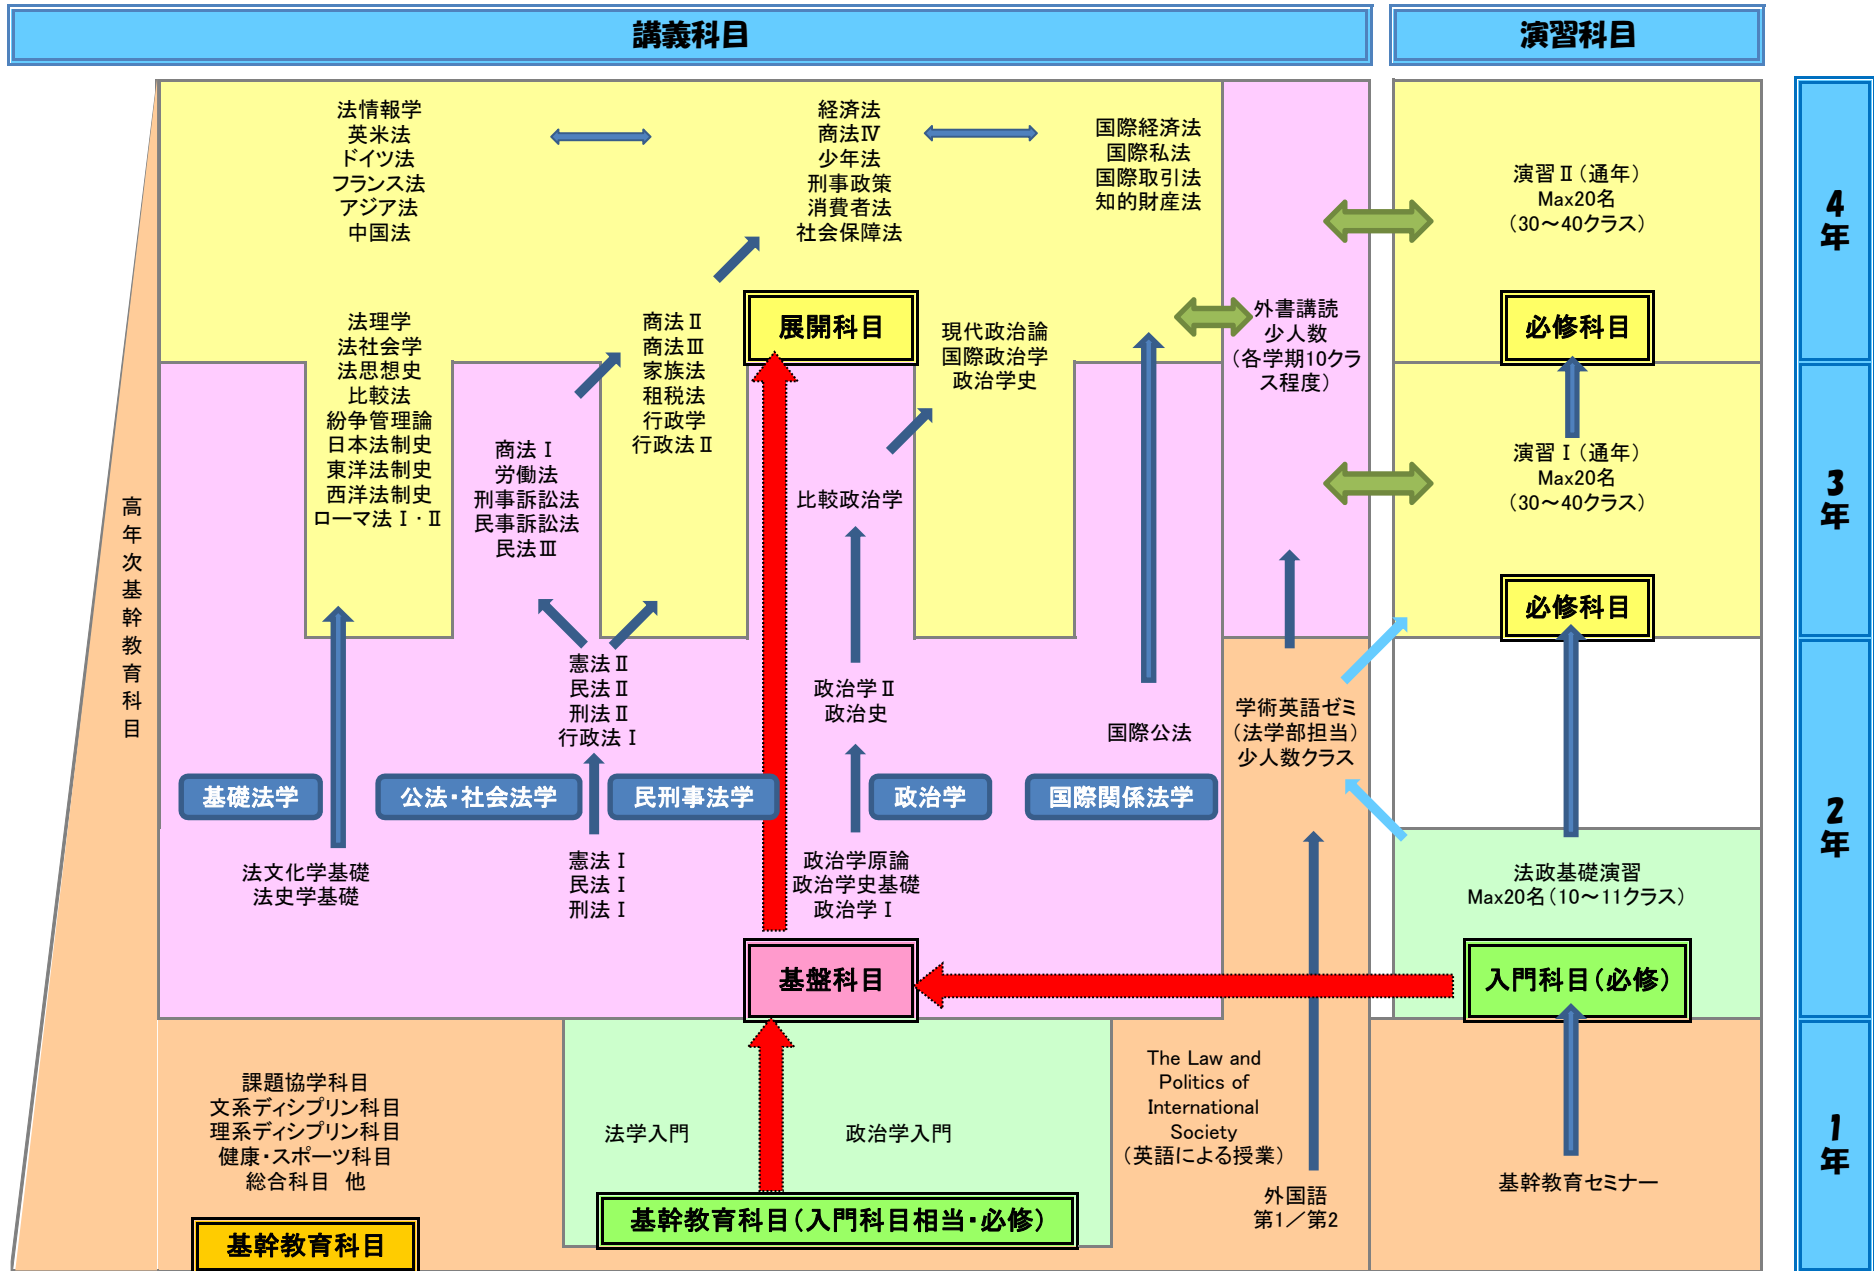 講義科目
演習科目
法情報学
英米法
ドイツ法
フランス法
アジア法
中国法
経済法
商法Ⅳ
少年法
刑事政策
消費者法
社会保障法
国際経済法
国際私法
国際取引法
知的財産法
演習Ⅱ（通年）
Max20名
（30～40クラス）
4年
展開科目
必修科目
法理学
法社会学
法思想史
比較法
紛争管理論
日本法制史
東洋法制史
西洋法制史
ローマ法Ⅰ・Ⅱ
商法Ⅱ
商法Ⅲ
家族法
租税法
行政学
行政法Ⅱ
現代政治論
国際政治学
政治学史
外書講読
少人数
（各学期10クラ
ス程度）
商法Ⅰ
労働法
刑事訴訟法
民事訴訟法
民法Ⅲ
比較政治学
演習Ⅰ（通年）
Max20名
（30～40クラス）
3年
高年次基幹教育科目
必修科目
憲法Ⅱ
民法Ⅱ
刑法Ⅱ
行政法Ⅰ
政治学Ⅱ
政治史
国際公法
学術英語ゼミ
（法学部担当）
少人数クラス
基礎法学
公法・社会法学
民刑事法学
政治学
国際関係法学
2年
法文化学基礎
法史学基礎
憲法Ⅰ
民法Ⅰ
刑法Ⅰ
政治学原論
政治学史基礎
政治学Ⅰ
法政基礎演習
Max20名（10～11クラス）
基盤科目
入門科目（必修）
課題協学科目
文系ディシプリン科目
理系ディシプリン科目
健康・スポーツ科目
総合科目 他
法学入門
政治学入門
The Law and
Politics of
International
Society
（英語による授業）
外国語
第1／第2
基幹教育セミナー
1年
基幹教育科目（入門科目相当・必修）
基幹教育科目